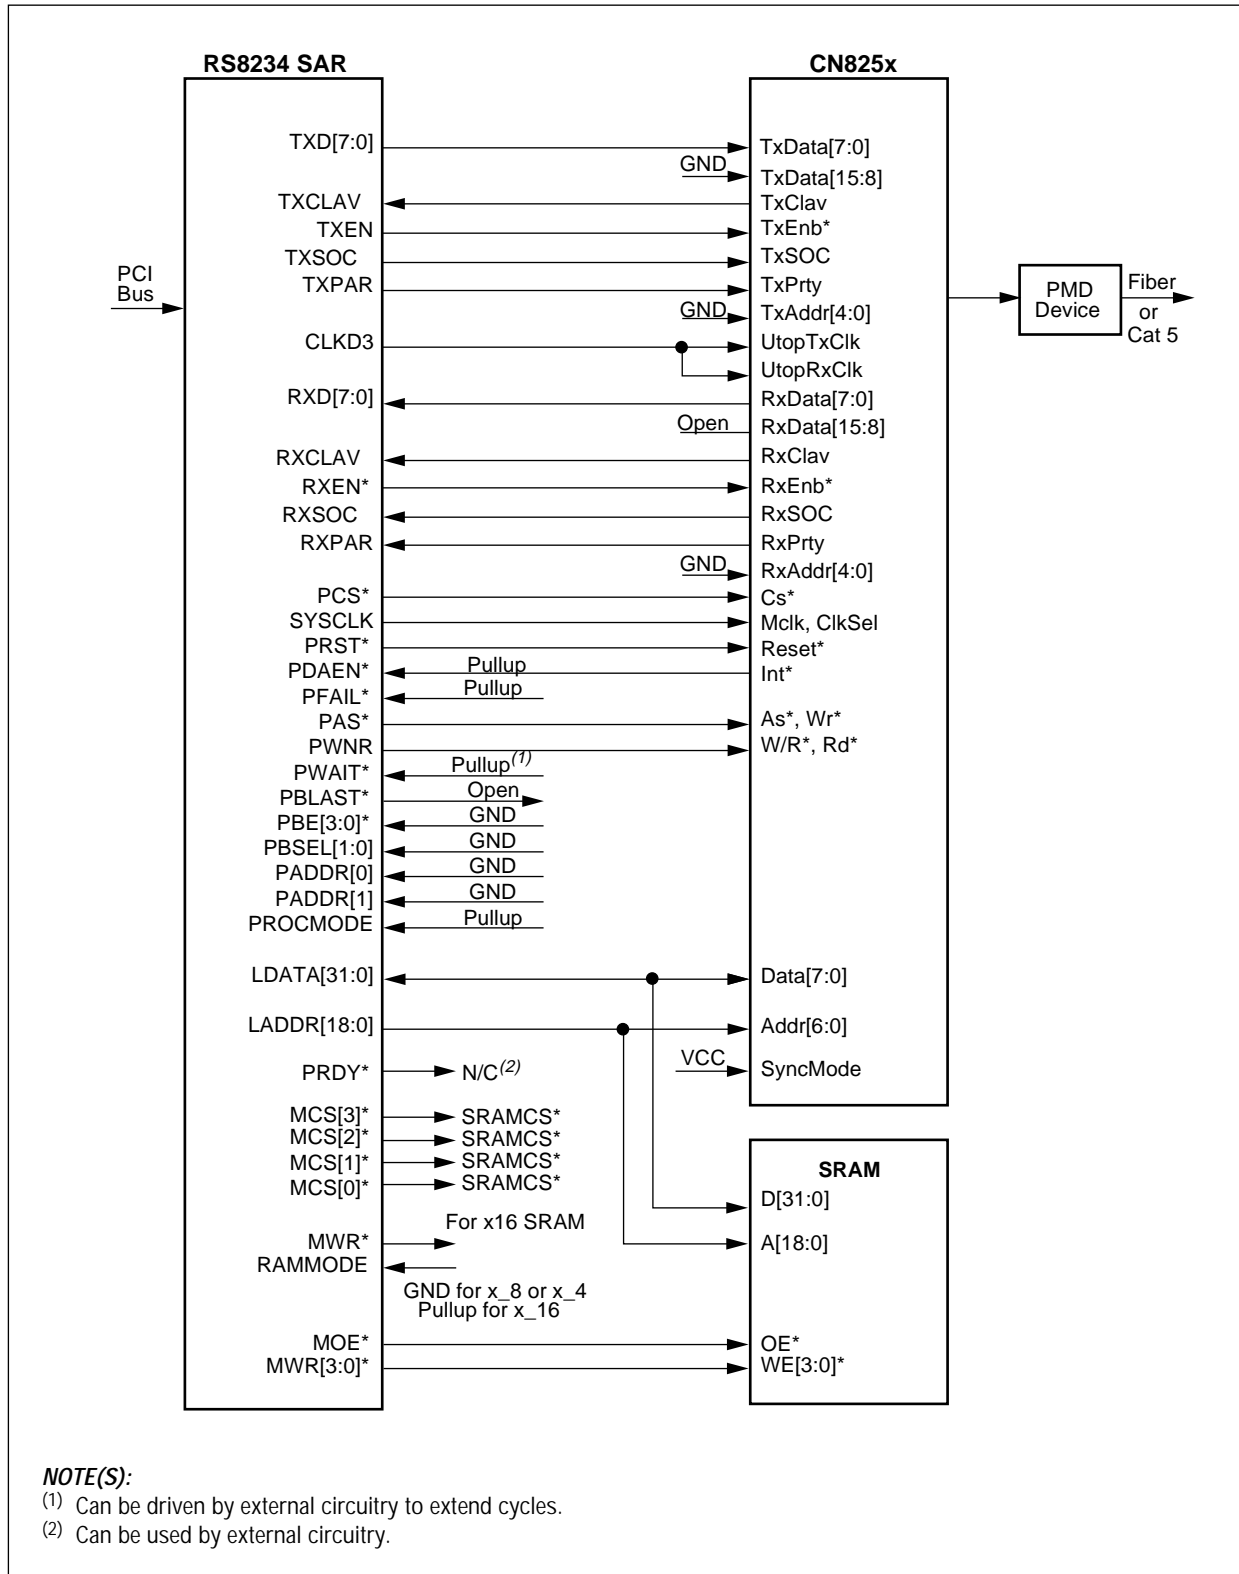 RS8234 SAR CN825x
TXD[7:0] TxData[7:0]
GND TxData[15:8]
TXCLAV TxClav
TXEN TxEnb*
TXSOC TxSOC
TXPAR TxPrty
PCI
Bus
PMD
Device
Fiber
or
Cat 5
GND TxAddr[4:0]
CLKD3 UtopTxClk
UtopRxClk
RXD[7:0] RxData[7:0]
Open RxData[15:8]
RXCLAV RxClav
RXEN* RxEnb*
RXSOC RxSOC
RXPAR RxPrty
GND RxAddr[4:0]
PCS* Cs*
SYSCLK Mclk, ClkSel
PRST* Reset*
PDAEN* Pullup Int*
PFAIL* Pullup
PAS* As*, Wr*
PWNR W/R*, Rd*
PWAIT* Pullup(1)
PBLAST* Open
PBE[3:0]* GND
PBSEL[1:0] GND
PADDR[0] GND
PADDR[1] GND
PROCMODE Pullup
LDATA[31:0] Data[7:0]
LADDR[18:0] Addr[6:0]
PRDY* N/C(2) VCC SyncMode
MCS[3]* SRAMCS*
MCS[2]* SRAMCS*
MCS[1]* SRAMCS*
MCS[0]* SRAMCS*
SRAM
D[31:0]
For x16 SRAM
MWR* A[18:0]
RAMMODE
GND for x_8 or x_4
Pullup for x_16
MOE* OE*
MWR[3:0]* WE[3:0]*
NOTE(S):
(1) Can be driven by external circuitry to extend cycles.
(2) Can be used by external circuitry.